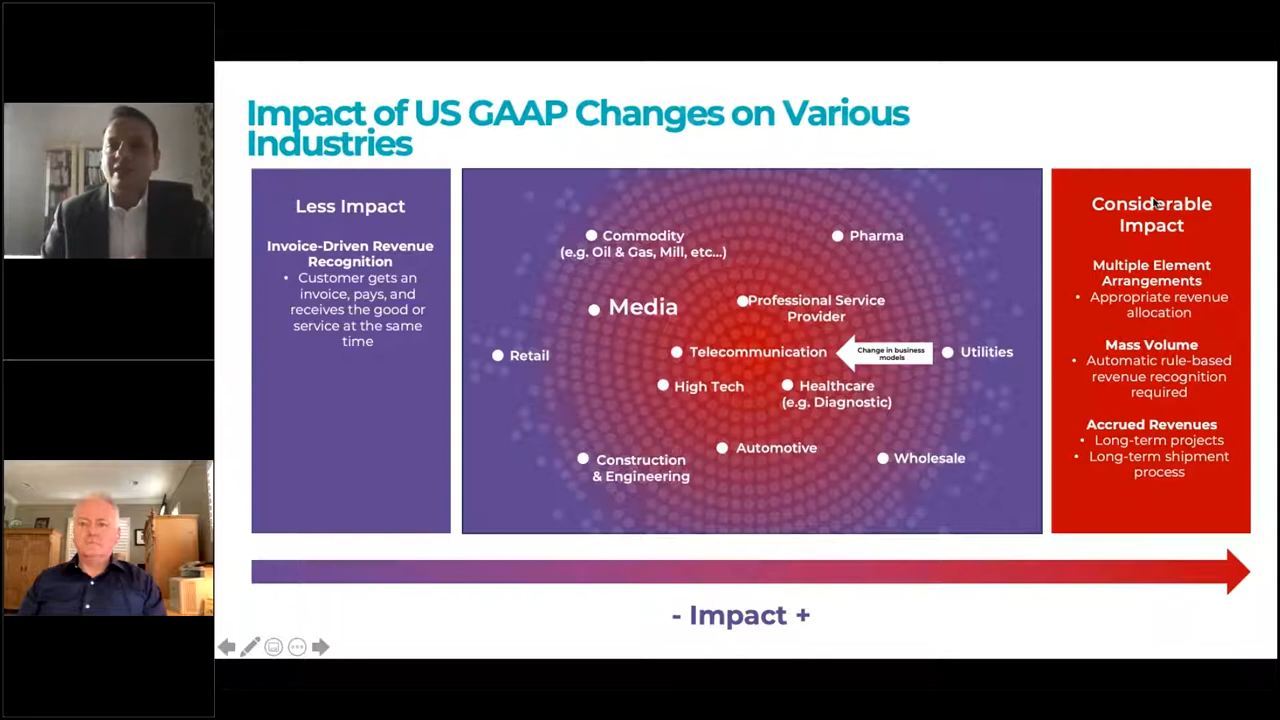 Impact of US GAAP Changes on Various
Industries
Less Impact
Invoice-Driven Revenue
Recognition
• Customer gets an
invoice, pays, and
receives the good or
service at the same
time
Commodity
(e.g. Oil & Gas, Mill, etc...)
Pharma
Media
Professional Service
Provider
Retail
Telecommunication
Change in business
models
Utilities
High Tech
Healthcare
(e.g. Diagnostic)
Construction
& Engineering
Automotive
Wholesale
Considerable
Impact
Multiple Element
Arrangements
• Appropriate revenue
allocation
Mass Volume
• Automatic rule-based
revenue recognition
required
Accrued Revenues
• Long-term projects
• Long-term shipment
process
- Impact +